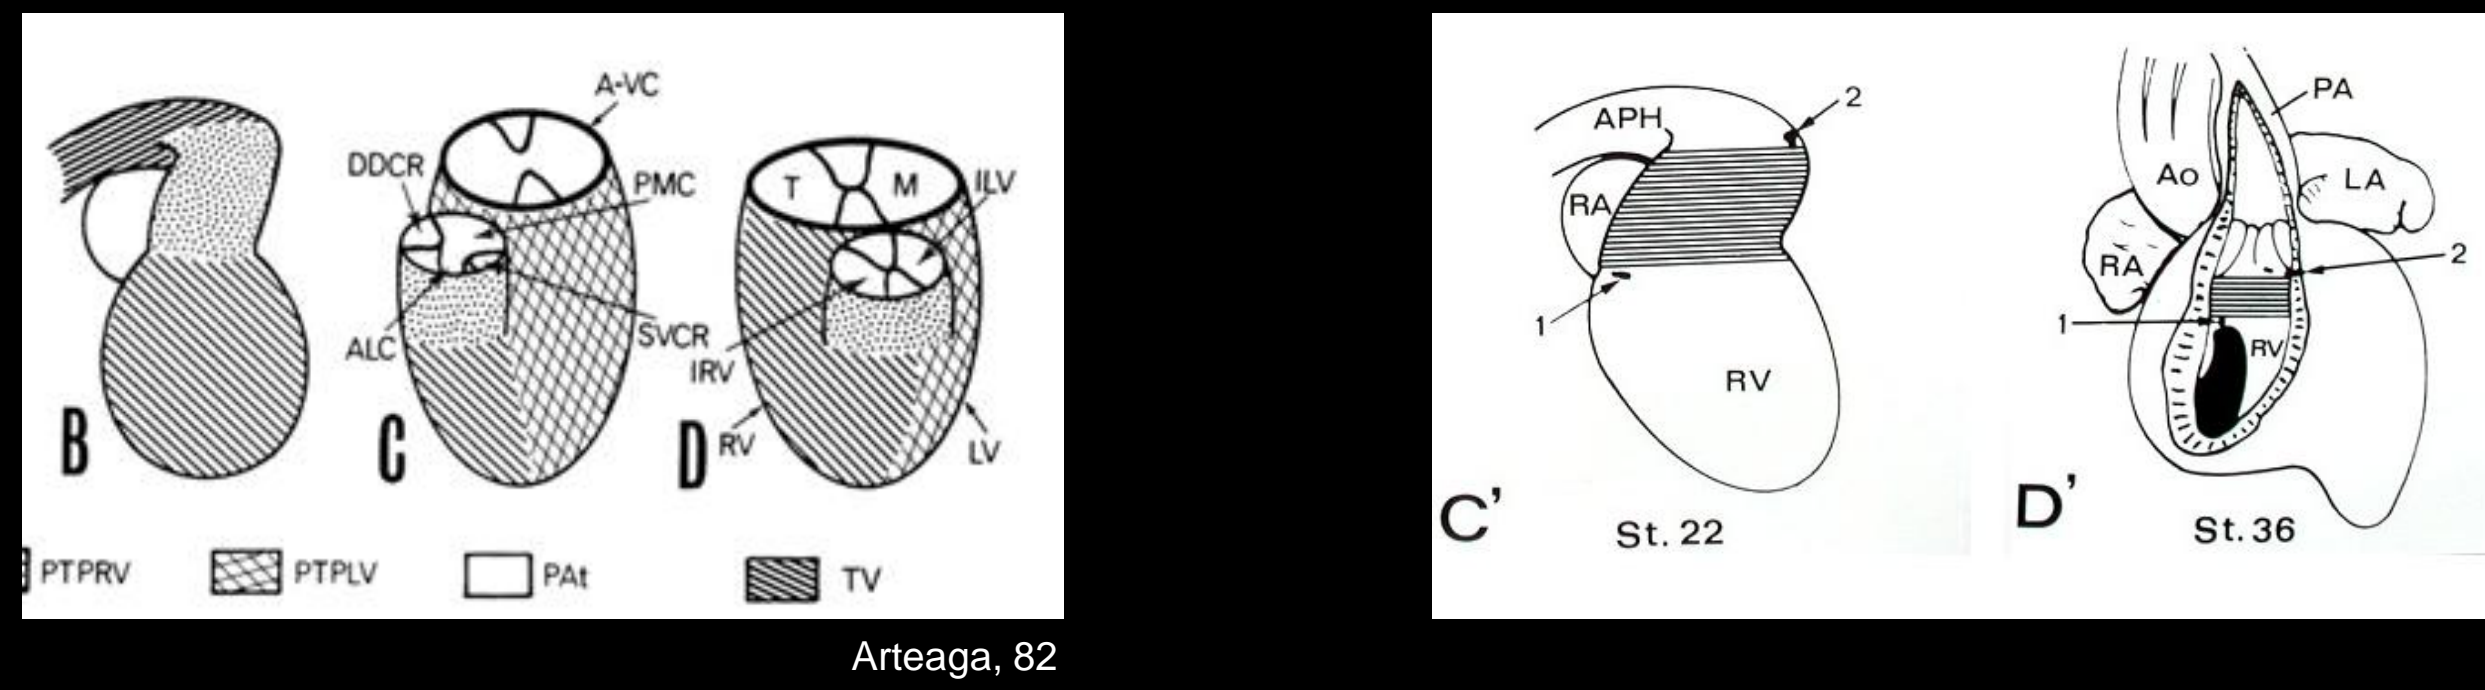 A-VC
DDCR
PMC
ALC
SVCR
B
C
T
M
ILV
IRV
RV
LV
D
PTPRV
PTPLV
PAt
TV
Arteaga, 82
APH
2
RA
1
RV
C'
St. 22
PA
Ao
LA
RA
2
1
RV
D'
St. 36